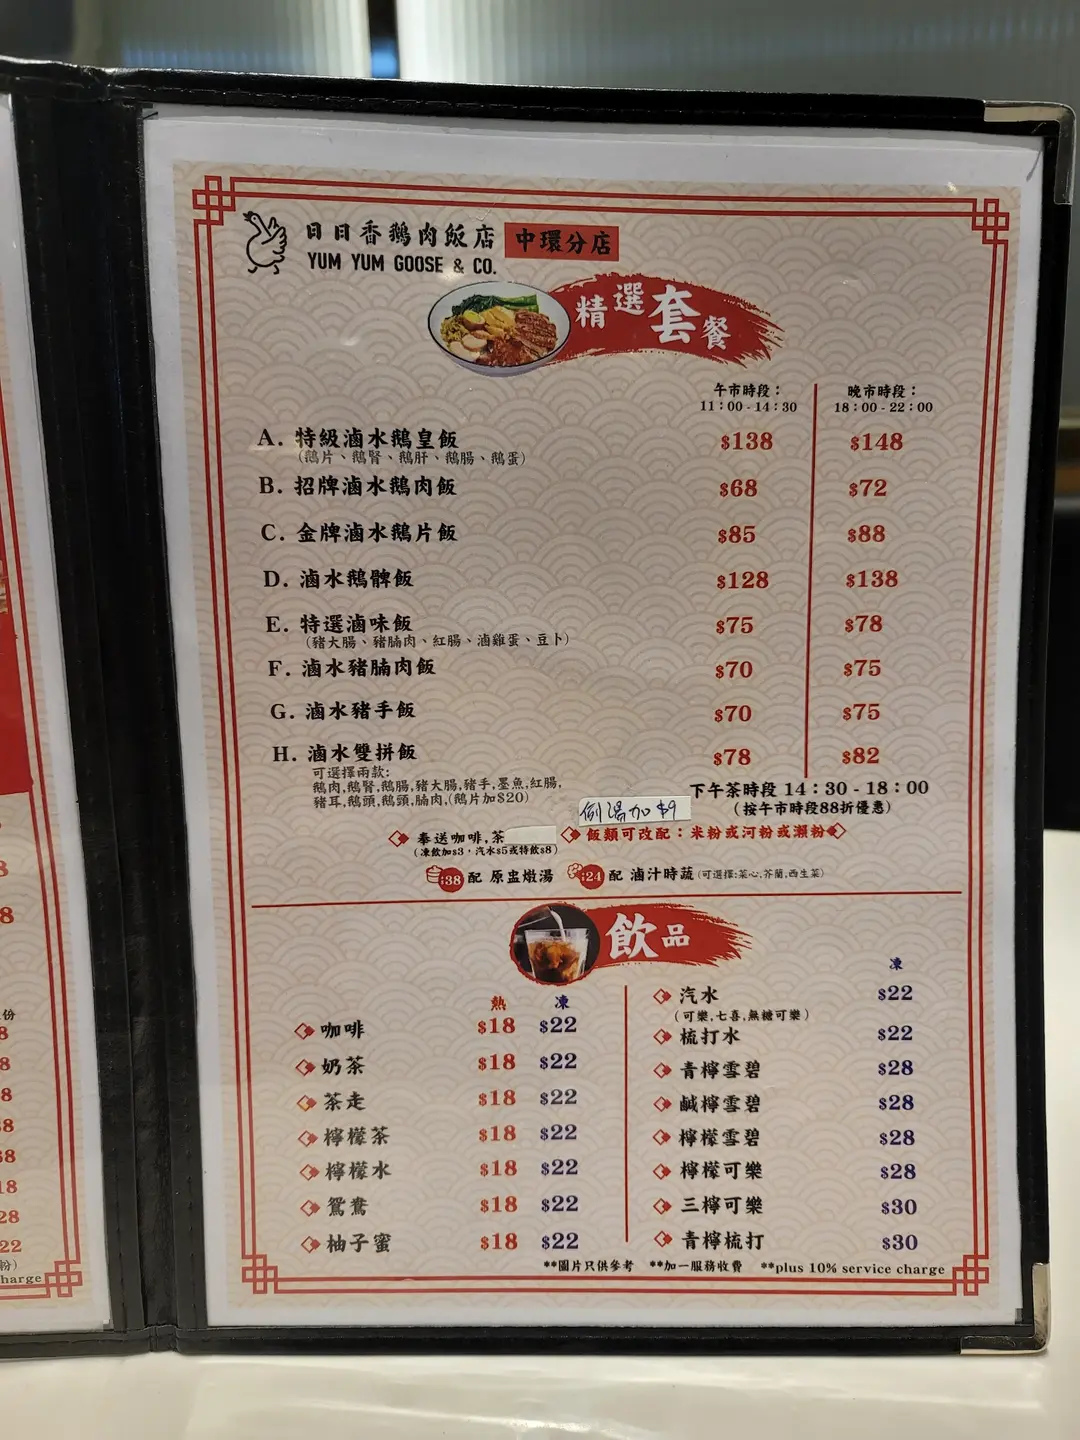 日日香鵝肉飯店 中環分店
YUM YUM GOOSE & CO.
精選套餐
午市時段： 晚市時段：
11：00 - 14：30 18：00 - 22：00
A. 特級滷水鵝皇飯 $138 $148
(鵝片、鵝腎、鵝肝、鵝腸、鵝蛋)
B. 招牌滷水鵝肉飯 $68 $72
C. 金牌滷水鵝片飯 $85 $88
D. 滷水鵝髀飯 $128 $138
E. 特選滷味飯 $75 $78
(豬大腸、豬腩肉、紅腸、滷雞蛋、豆卜)
F. 滷水豬腩肉飯 $70 $75
G. 滷水豬手飯 $70 $75
H. 滷水雙拼飯 $78 $82
可選擇兩款:
鵝肉,鵝腎,鵝腸,豬大腸,豬手,墨魚,紅腸,
豬耳,鵝頭,鵝頸,腩肉,(鵝片加$20)
下午茶時段 14：30 - 18：00
(按午市時段88折優惠)
例湯加 $9
奉送咖啡,茶
(凍飲加$3，汽水$5或特飲$8)
飯類可改配：米粉或河粉或瀨粉
$38 配 原盅燉湯 $24 配 滷汁時蔬 (可選擇:菜心,芥蘭,西生菜)
飲品
熱 凍
咖啡 $18 $22
奶茶 $18 $22
茶走 $18 $22
檸檬茶 $18 $22
檸檬水 $18 $22
鴛鴦 $18 $22
柚子蜜 $18 $22
凍
汽水 $22
(可樂,七喜,無糖可樂)
梳打水 $22
青檸雪碧 $28
鹹檸雪碧 $28
檸檬雪碧 $28
檸檬可樂 $28
三檸可樂 $30
青檸梳打 $30
**圖片只供參考 **加一服務收費 **plus 10% service charge
份
8
28
22
粉)
harge